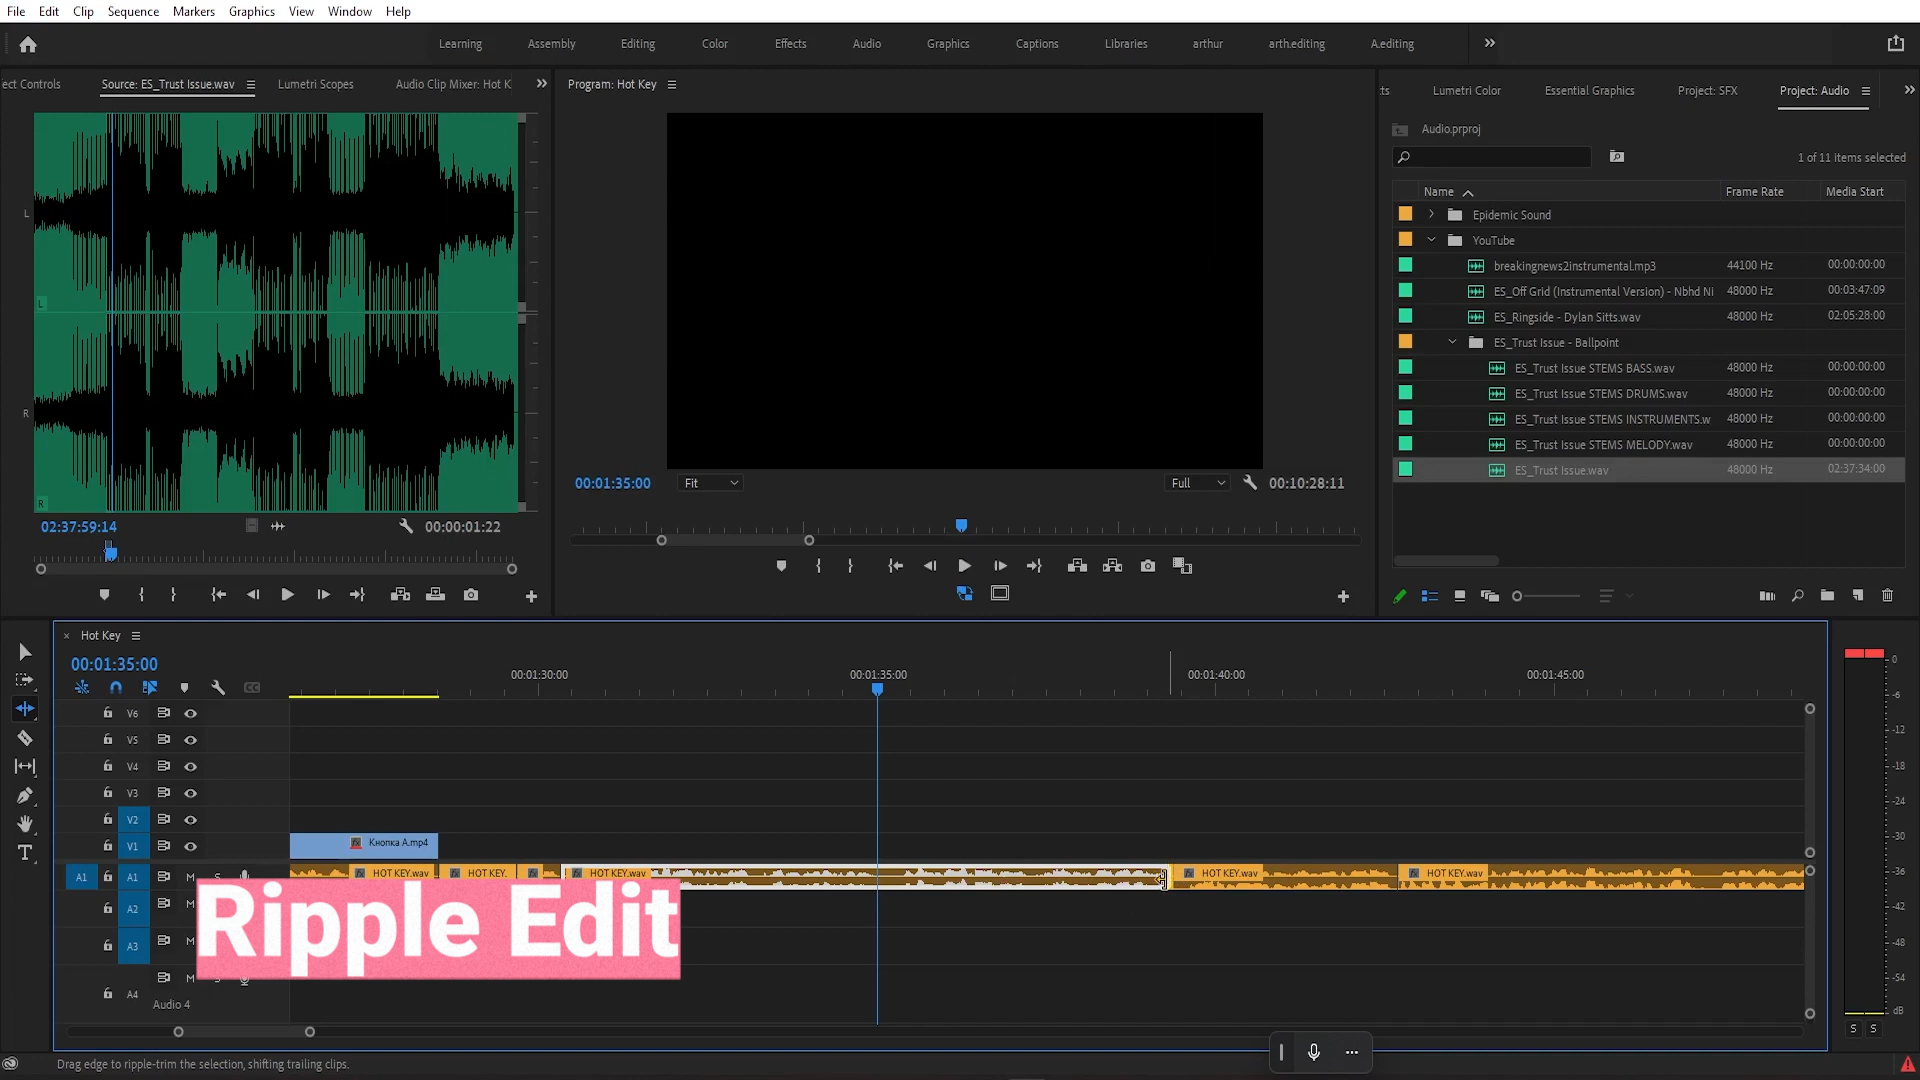 File Edit Clip Sequence Markers Graphics View Window Help
Learning Assembly Editing Color Effects Audio Graphics Captions Libraries arthur arth.editing A.editing
ect Controls Source: ES_Trust Issue.wav Lumetri Scopes Audio Clip Mixer: Hot K
Program: Hot Key
Lumetri Color Essential Graphics Project: SFX Project: Audio
Audio.prproj
1 of 11 items selected
Name Frame Rate Media Start
Epidemic Sound
YouTube
breakingnews2instrumental.mp3 44100 Hz 00:00:00:00
ES_Off Grid (Instrumental Version) - Nbhd Ni 48000 Hz 00:03:47:09
ES_Ringside - Dylan Sitts.wav 48000 Hz 02:05:28:00
ES_Trust Issue - Ballpoint
ES_Trust Issue STEMS BASS.wav 48000 Hz 00:00:00:00
ES_Trust Issue STEMS DRUMS.wav 48000 Hz 00:00:00:00
ES_Trust Issue STEMS INSTRUMENTS.w 48000 Hz 00:00:00:00
ES_Trust Issue STEMS MELODY.wav 48000 Hz 00:00:00:00
ES_Trust Issue.wav 48000 Hz 02:37:34:00
L
L
R
R
02:37:59:14 00:00:01:22
00:01:35:00 Fit Full 00:10:28:11
Hot Key
00:01:35:00
00:01:30:00 00:01:35:00 00:01:40:00 00:01:45:00
V6
V5
V4
V3
V2
V1 Кнопка A.mp4
A1 A1 M S HOT KEY.wav HOT KEY. HOT KEY.wav HOT KEY.wav HOT KEY.wav
A2 M
A3 M
A4 M S
Audio 4
Ripple Edit
0
-6
-12
-18
-24
-30
-36
-42
-48
-54
dB
S S
Drag edge to ripple-trim the selection, shifting trailing clips.